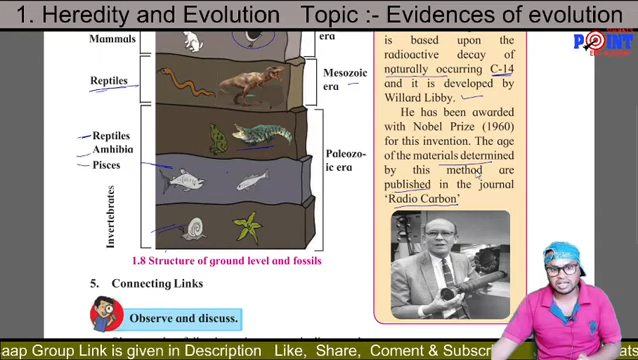 1. Heredity and Evolution Topic :- Evidences of evolution
POINT
Mammals
era
Reptiles
Mesozoic
era
Reptiles
Amhibia
Pisces
Paleozo-
ic era
Invertebrates
1.8 Structure of ground level and fossils
5. Connecting Links
Observe and discuss.
is based upon the
radioactive decay of
naturally occurring C-14
and it is developed by
Willard Libby.
He has been awarded
with Nobel Prize (1960)
for this invention. The age
of the materials determined
by this method are
published in the journal
‘Radio Carbon’
aap Group Link is given in Description Like, Share, Coment & Subscri